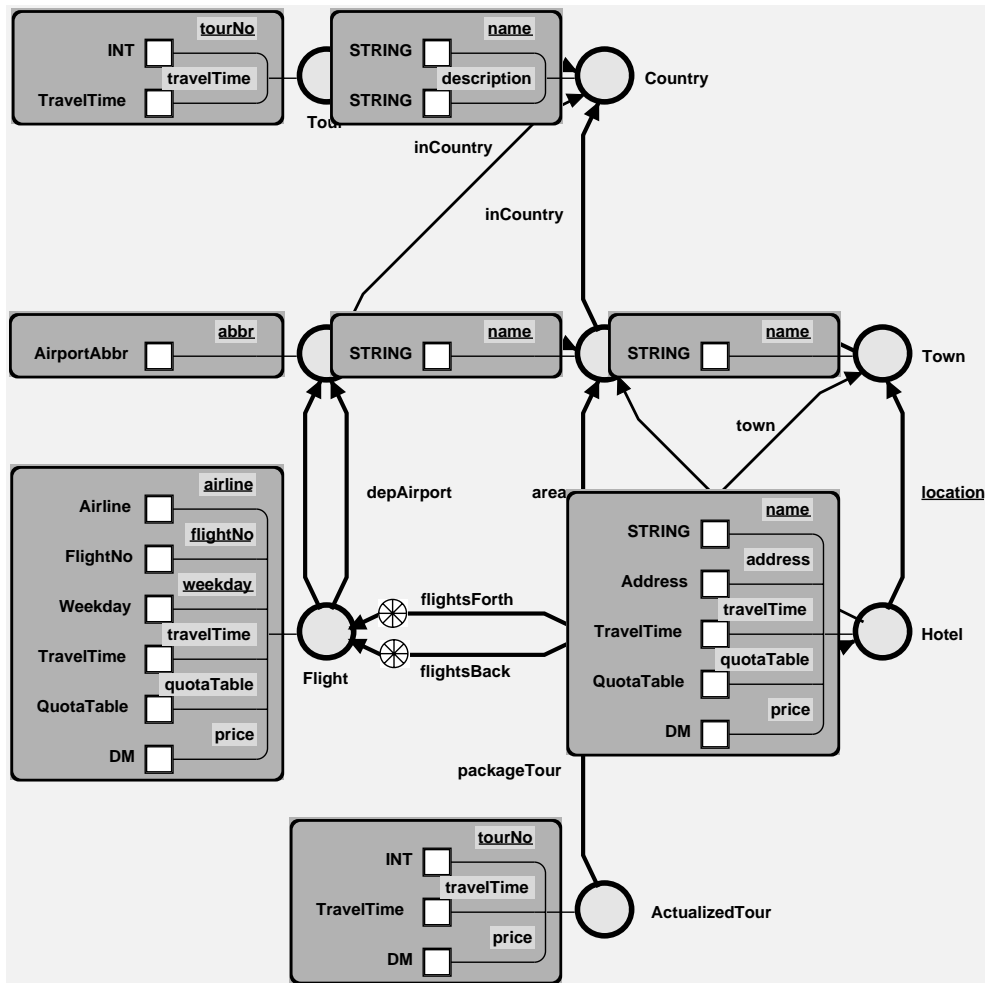 tourNo
INT
travelTime
TravelTime
Tour
name
STRING
description
STRING
Country
inCountry
inCountry
abbr
AirportAbbr
name
STRING
name
STRING
Town
town
depAirport
area
location
airline
Airline
flightNo
FlightNo
weekday
Weekday
travelTime
TravelTime
quotaTable
QuotaTable
price
DM
Flight
flightsForth
flightsBack
name
STRING
address
Address
travelTime
TravelTime
quotaTable
QuotaTable
price
DM
Hotel
packageTour
tourNo
INT
travelTime
TravelTime
price
DM
ActualizedTour